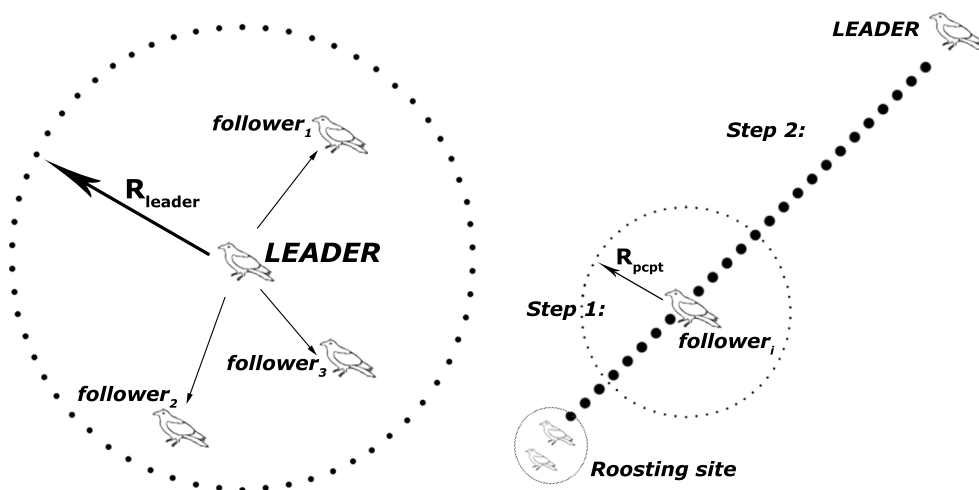 follower1
Rleader
LEADER
follower3
follower2
LEADER
Step 2:
Rpcpt
Step 1:
followeri
Roosting site